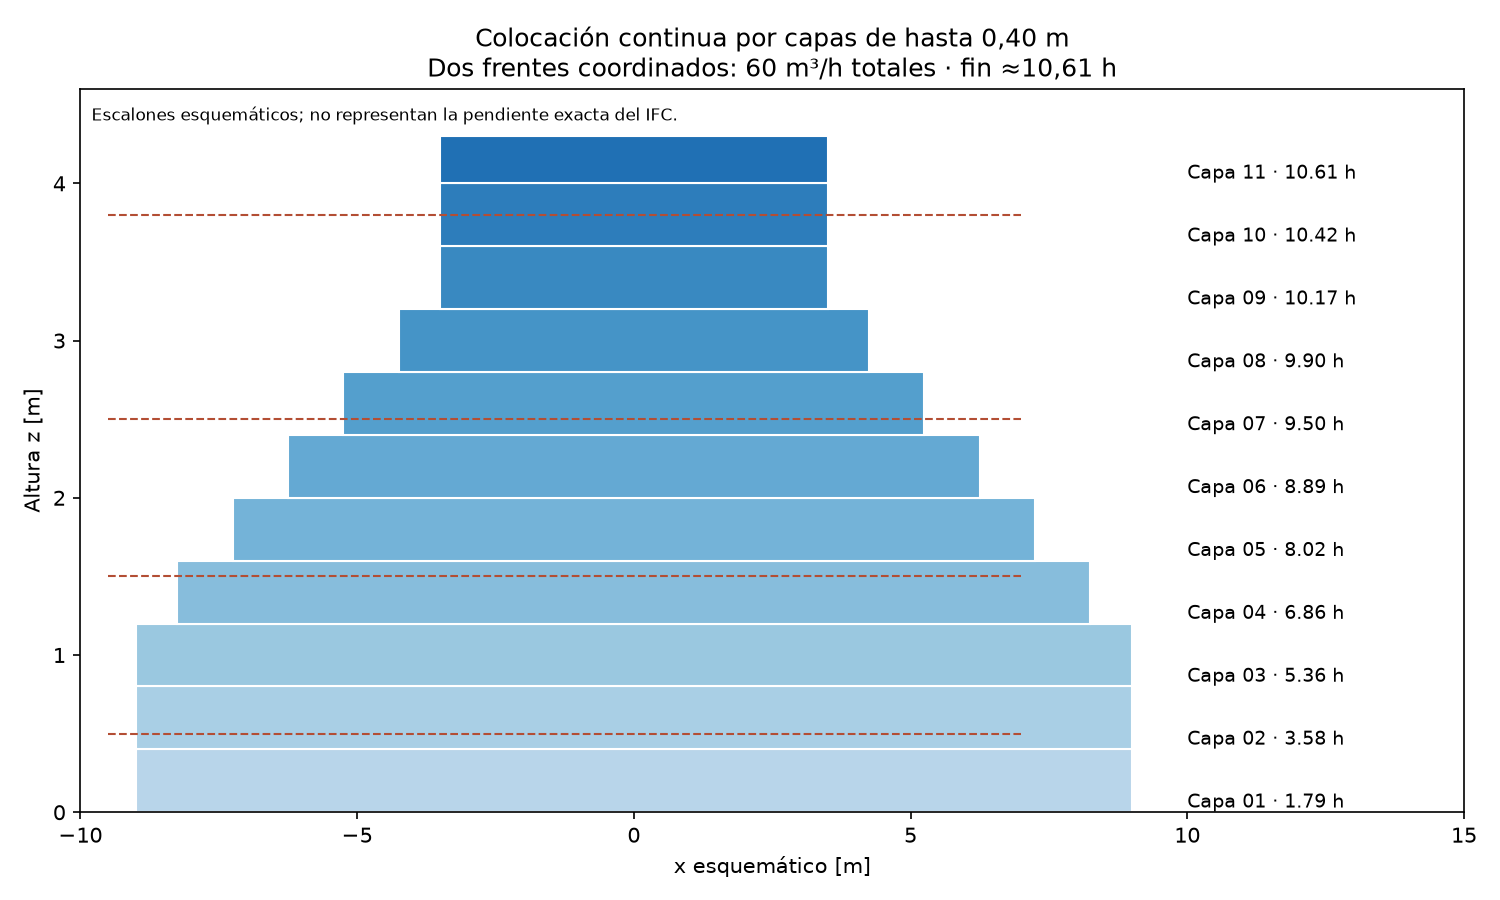 Colocación continua por capas de hasta 0,40 m
Dos frentes coordinados: 60 m³/h totales · fin ≈10,61 h
Escalones esquemáticos; no representan la pendiente exacta del IFC.
Capa 11 · 10.61 h
Capa 10 · 10.42 h
Capa 09 · 10.17 h
Capa 08 · 9.90 h
Capa 07 · 9.50 h
Capa 06 · 8.89 h
Capa 05 · 8.02 h
Capa 04 · 6.86 h
Capa 03 · 5.36 h
Capa 02 · 3.58 h
Capa 01 · 1.79 h
Altura z [m]
4
3
2
1
0
−10
−5
0
5
10
15
x esquemático [m]